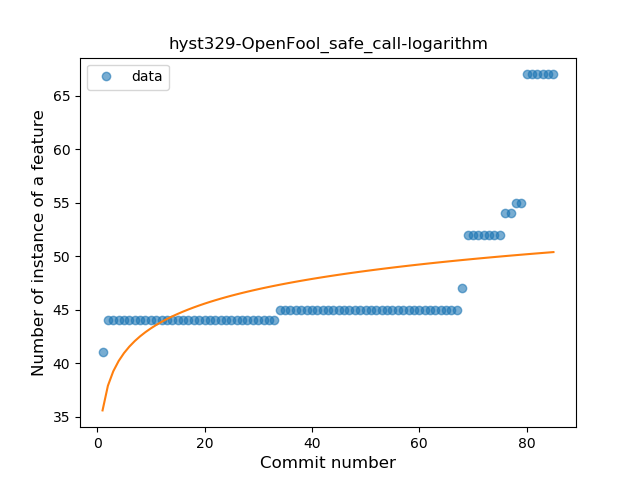 hyst329-OpenFool_safe_call-logarithm
data
Number of instance of a feature
65
60
55
50
45
40
35
0 20 40 60 80
Commit number